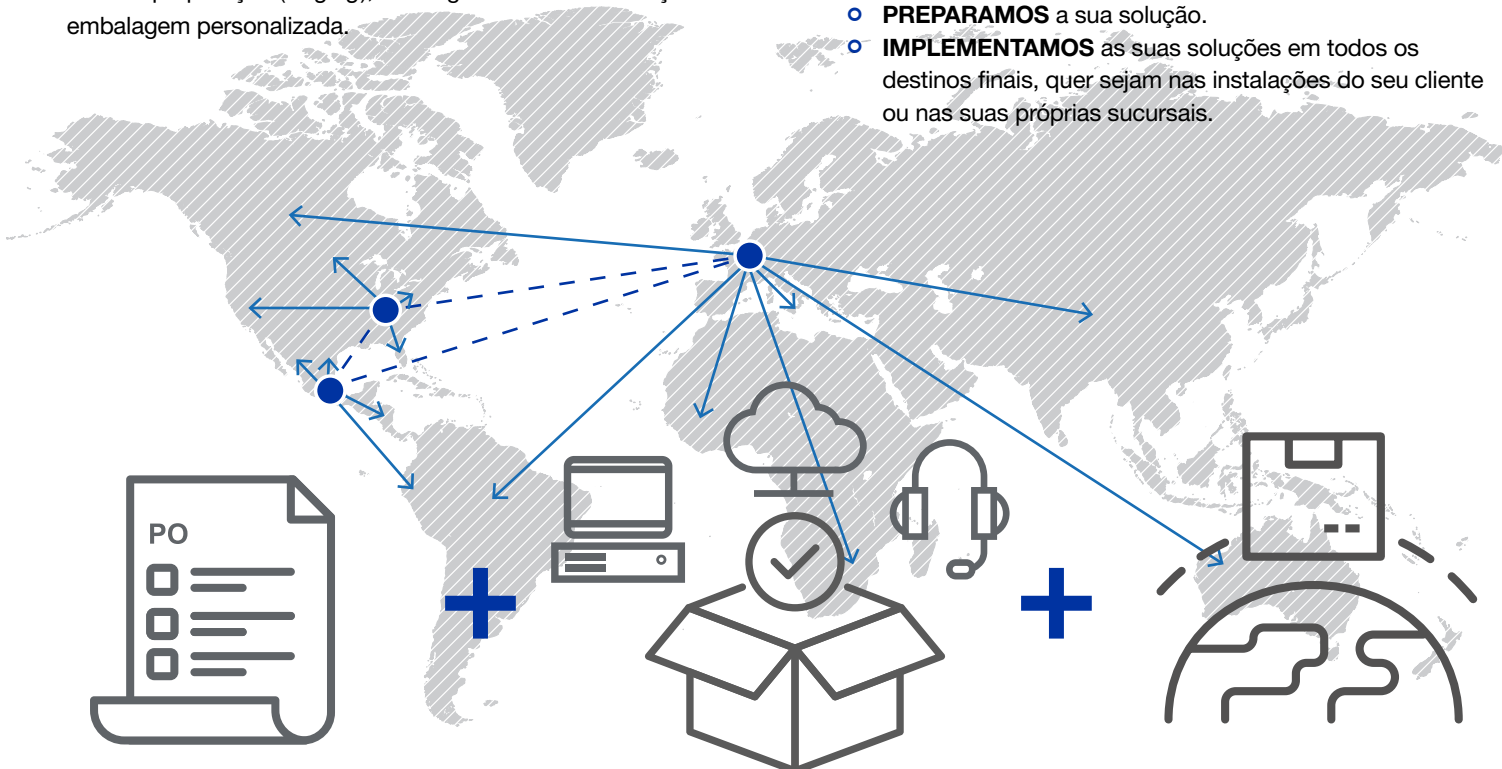 embalagem personalizada.
PREPARAMOS a sua solução.
IMPLEMENTAMOS as suas soluções em todos os
destinos finais, quer sejam nas instalações do seu cliente
ou nas suas próprias sucursais.
PO